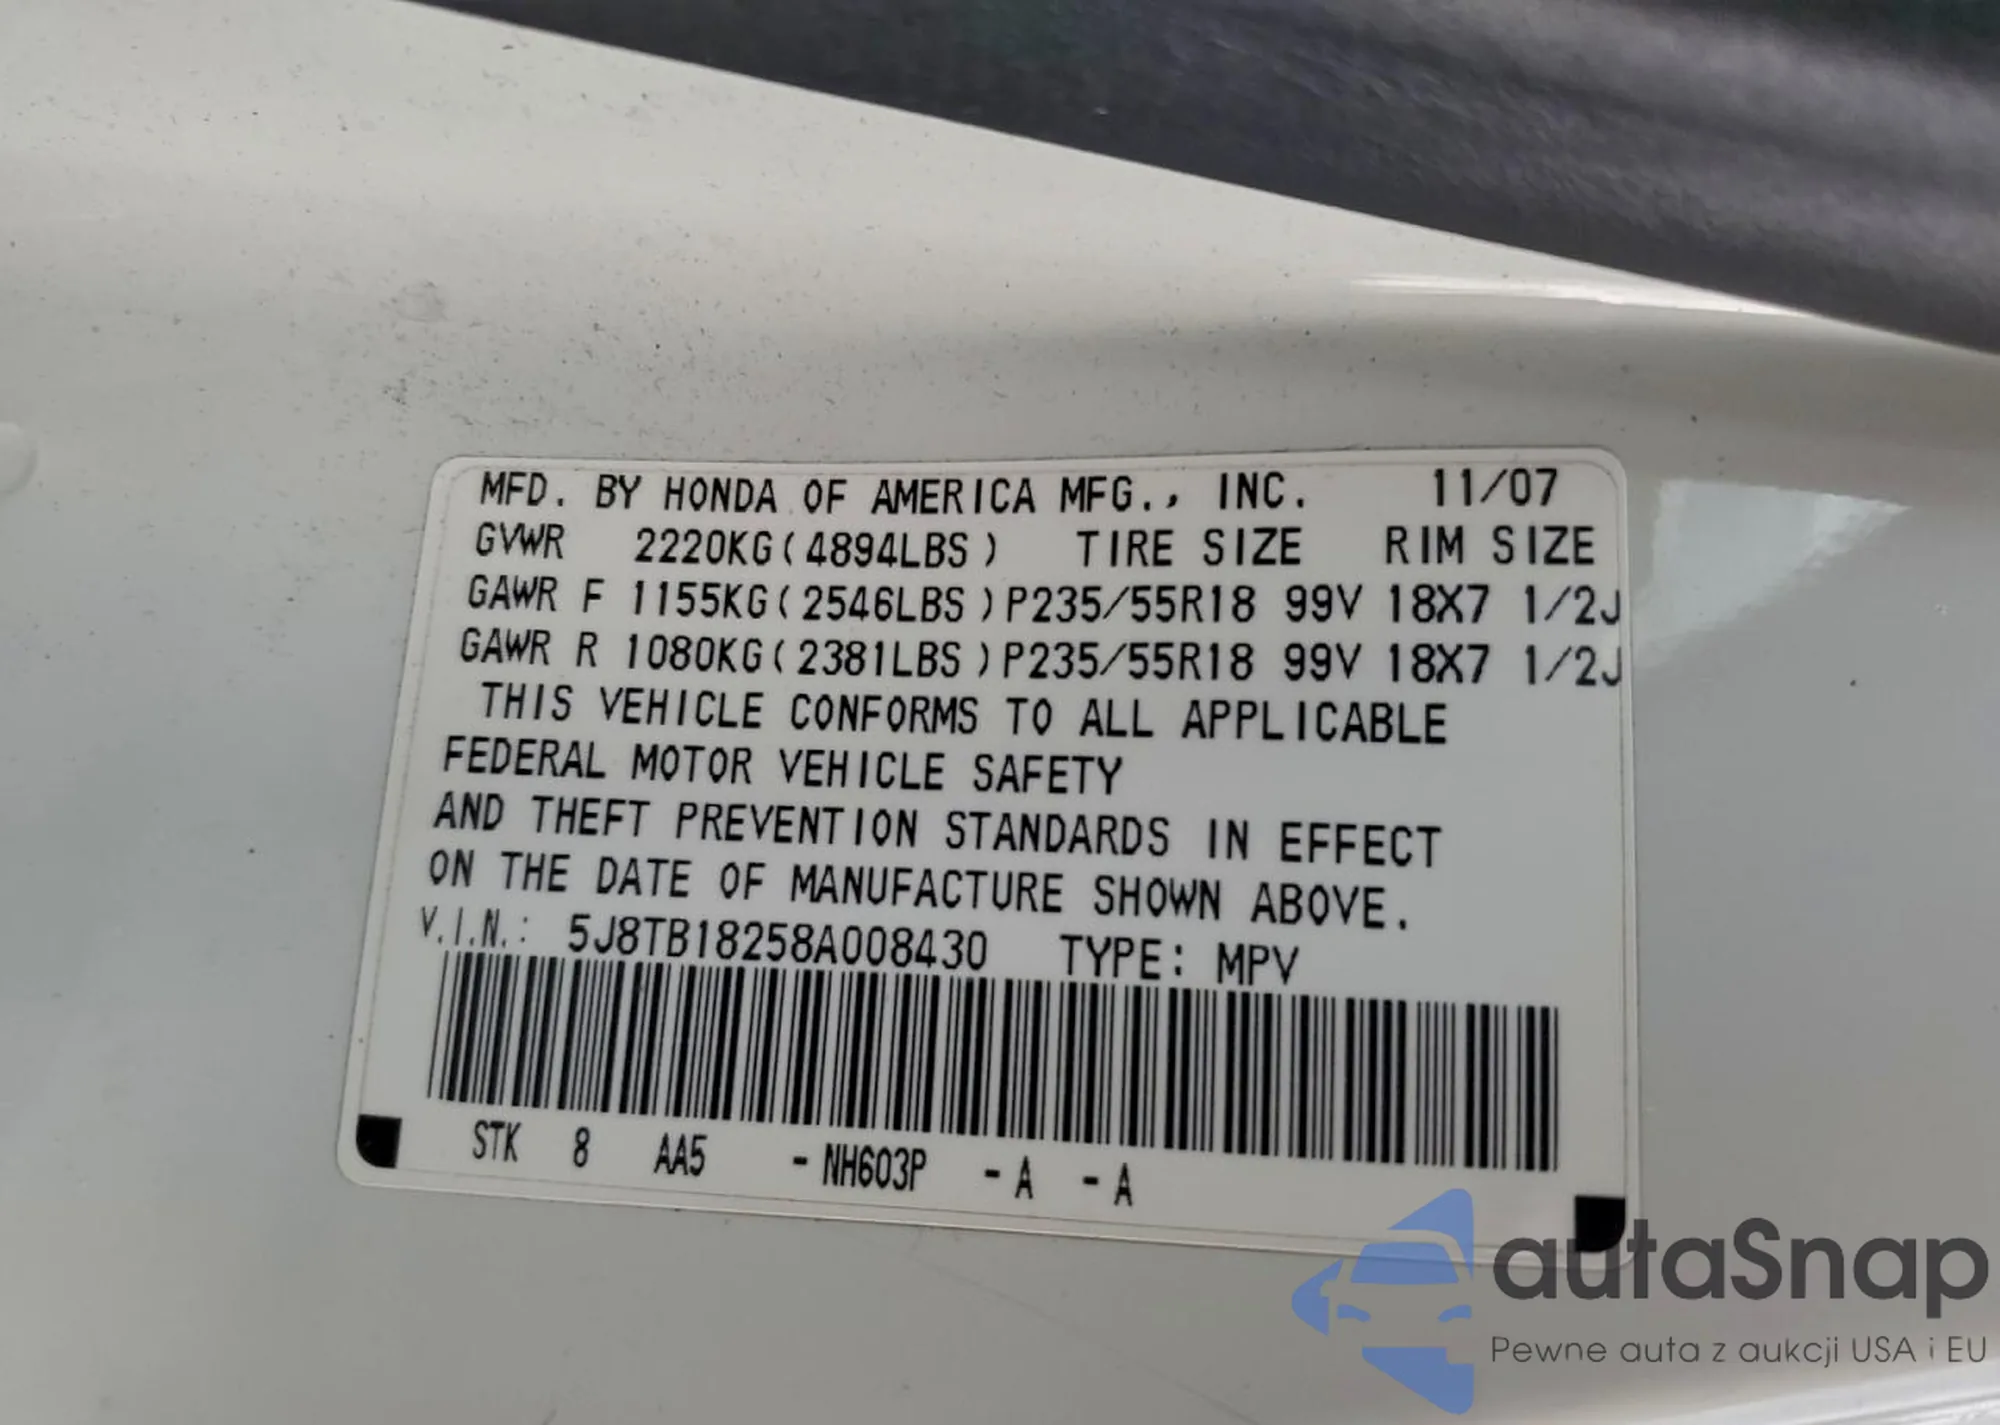 MFD. BY HONDA OF AMERICA MFG., INC. 11/07
GVWR 2220KG(4894LBS) TIRE SIZE RIM SIZE
GAWR F 1155KG(2546LBS)P235/55R18 99V 18X7 1/2J
GAWR R 1080KG(2381LBS)P235/55R18 99V 18X7 1/2J
THIS VEHICLE CONFORMS TO ALL APPLICABLE
FEDERAL MOTOR VEHICLE SAFETY
AND THEFT PREVENTION STANDARDS IN EFFECT
ON THE DATE OF MANUFACTURE SHOWN ABOVE.
V.I.N.: 5J8TB18258A008430 TYPE: MPV
STK 8 AA5 -NH603P -A -A
autaSnap
Pewne auta z aukcji USA i EU